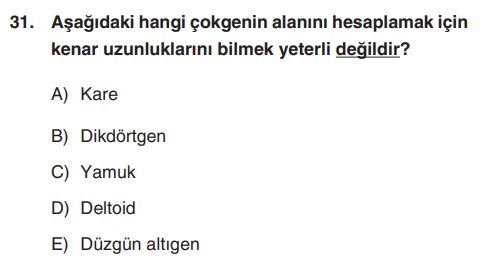 31. Aşağıdaki hangi çokgenin alanını hesaplamak için
kenar uzunluklarını bilmek yeterli değildir?
A) Kare
B) Dikdörtgen
C) Yamuk
D) Deltoid
E) Düzgün altıgen